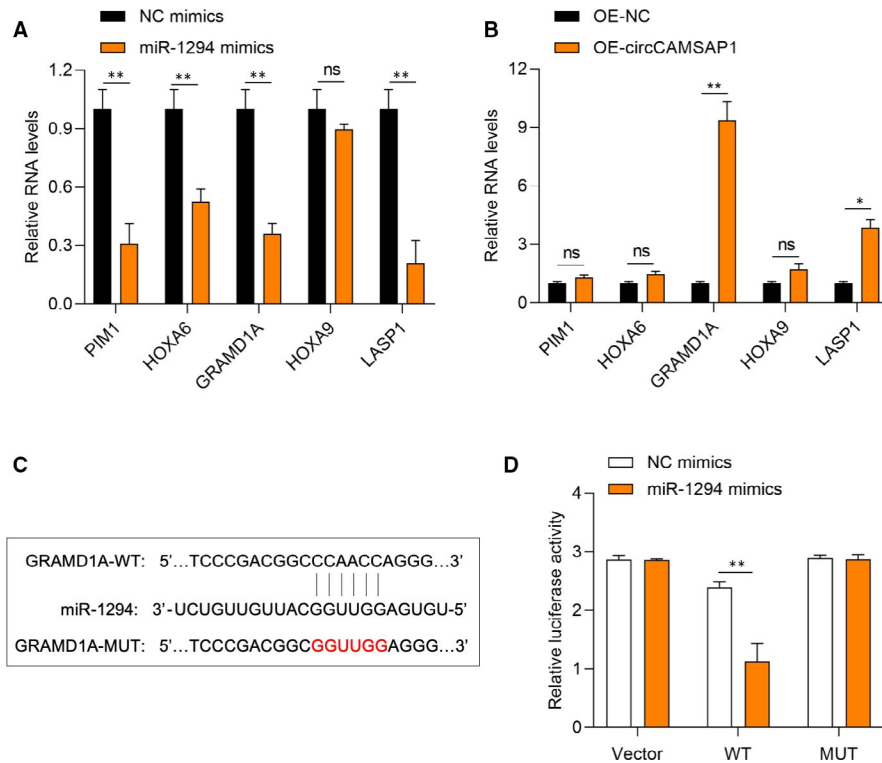 A
NC mimics
miR-1294 mimics
Relative RNA levels
1.2
0.9
0.6
0.3
0.0
**
**
**
ns
**
PIM1
HOXA6
GRAMD1A
HOXA9
LASP1
B
OE-NC
OE-circCAMSAP1
Relative RNA levels
12
9
6
3
0
ns
ns
**
ns
*
PIM1
HOXA6
GRAMD1A
HOXA9
LASP1
C
GRAMD1A-WT: 5’…TCCCGACGGCCCAACCAGGG…3’
miR-1294: 3’-UCUGUUGUUACGGUUGGAGUGU-5’
GRAMD1A-MUT: 5’…TCCCGACGGCGGUUGGAGGG…3’
D
NC mimics
miR-1294 mimics
Relative luciferase activity
4
3
2
1
0
**
Vector
WT
MUT